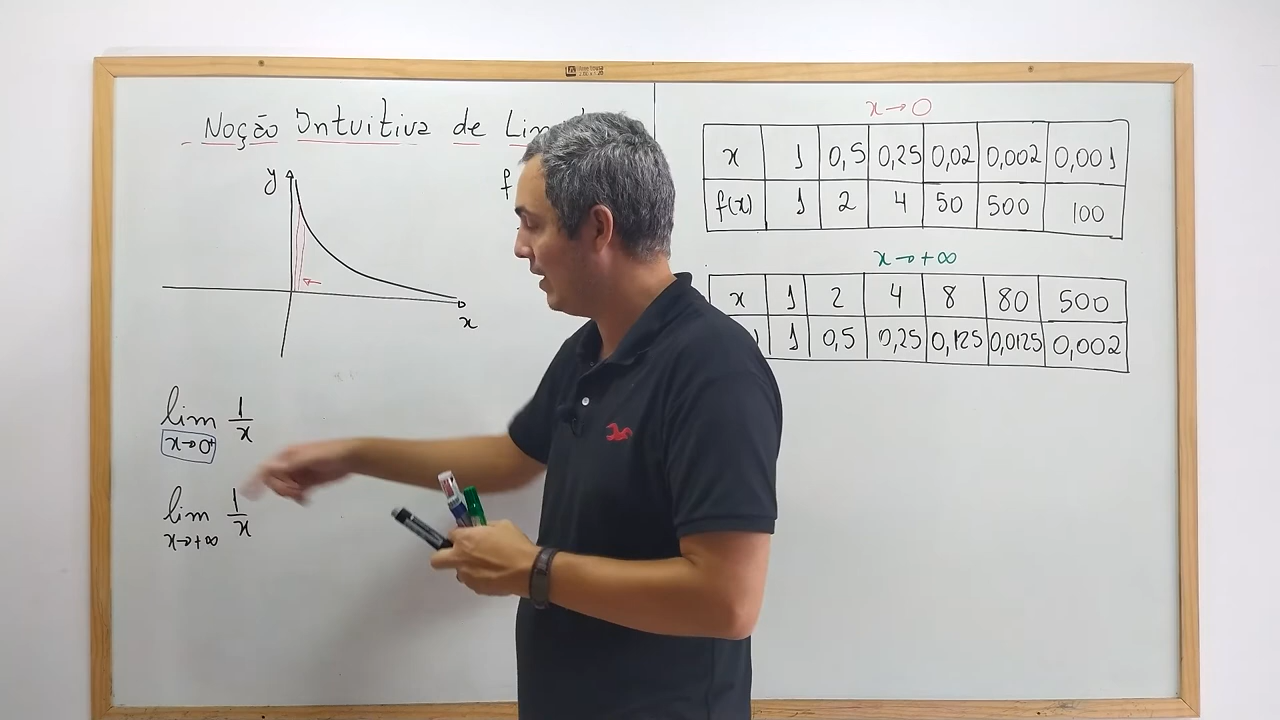 Noção Intuitiva de
y
f
x
lim 1/x
x→0⁺
lim 1/x
x→+∞
x→0
x 1 0,5 0,25 0,02 0,002 0,001
f(x) 1 2 4 50 500 100
x→+∞
x 1 2 4 8 80 500
1 0,5 0,25 0,125 0,0125 0,002